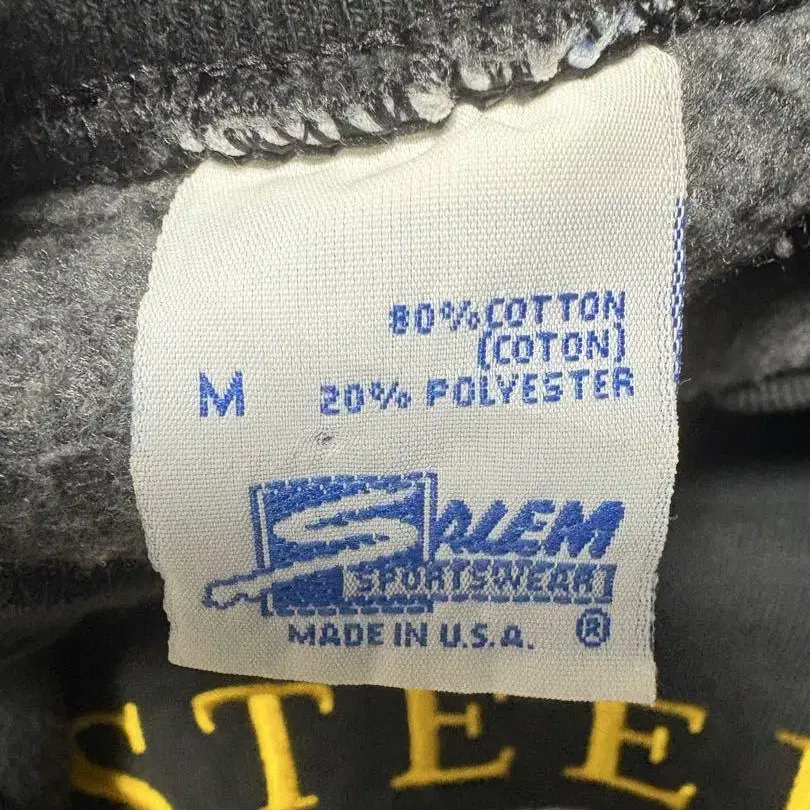 80% COTTON
(COTON)
M 20% POLYESTER
SALEM
SPORTSWEAR
MADE IN U.S.A. ®
STEE